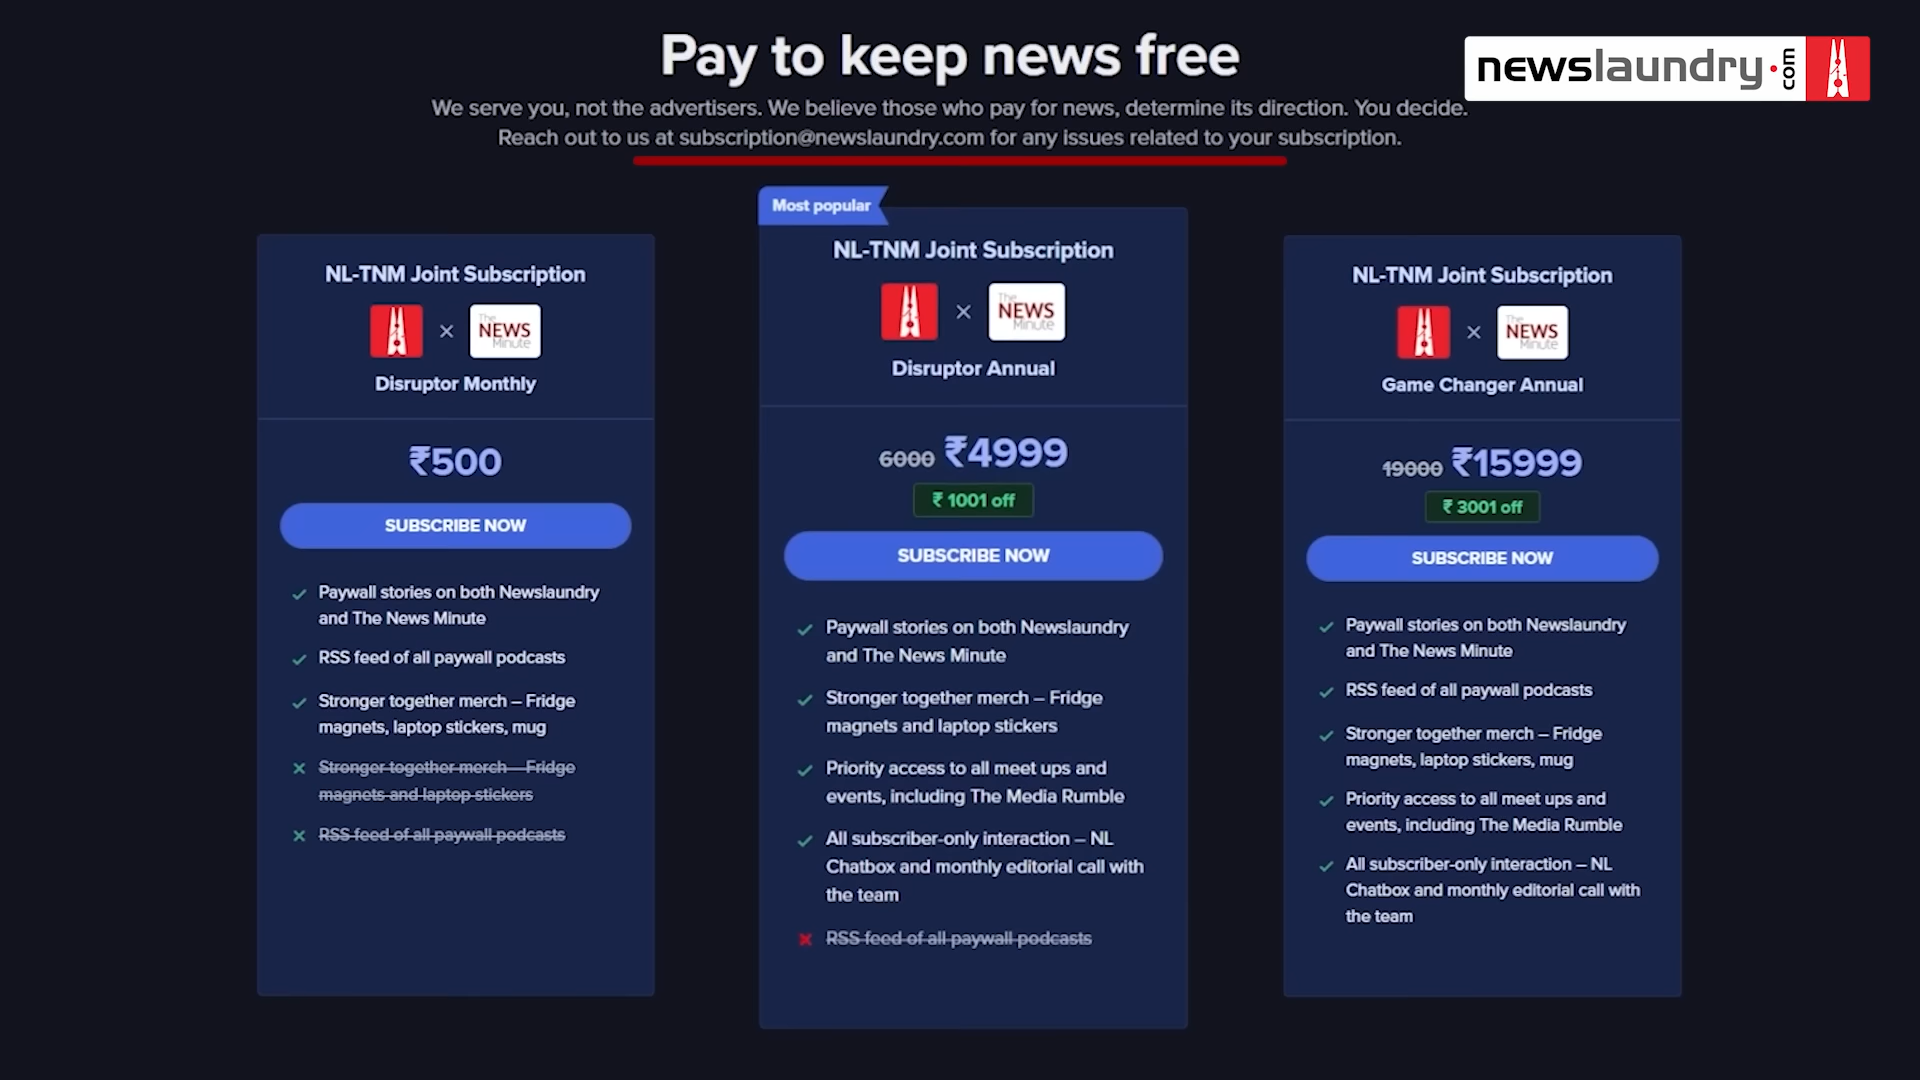 Pay to keep news free
newslaundry.com
We serve you, not the advertisers. We believe those who pay for news, determine its direction. You decide.
Reach out to us at subscription@newslaundry.com for any issues related to your subscription.
NL-TNM Joint Subscription
×
The
NEWS
Minute
Disruptor Monthly
₹500
SUBSCRIBE NOW
Paywall stories on both Newslaundry
and The News Minute
RSS feed of all paywall podcasts
Stronger together merch – Fridge
magnets, laptop stickers, mug
Stronger together merch – Fridge
magnets and laptop stickers
RSS feed of all paywall podcasts
Most popular
NL-TNM Joint Subscription
×
The
NEWS
Minute
Disruptor Annual
6000 ₹4999
₹ 1001 off
SUBSCRIBE NOW
Paywall stories on both Newslaundry
and The News Minute
Stronger together merch – Fridge
magnets and laptop stickers
Priority access to all meet ups and
events, including The Media Rumble
All subscriber-only interaction – NL
Chatbox and monthly editorial call with
the team
RSS feed of all paywall podcasts
NL-TNM Joint Subscription
×
The
NEWS
Minute
Game Changer Annual
19000 ₹15999
₹ 3001 off
SUBSCRIBE NOW
Paywall stories on both Newslaundry
and The News Minute
RSS feed of all paywall podcasts
Stronger together merch – Fridge
magnets, laptop stickers, mug
Priority access to all meet ups and
events, including The Media Rumble
All subscriber-only interaction – NL
Chatbox and monthly editorial call with
the team